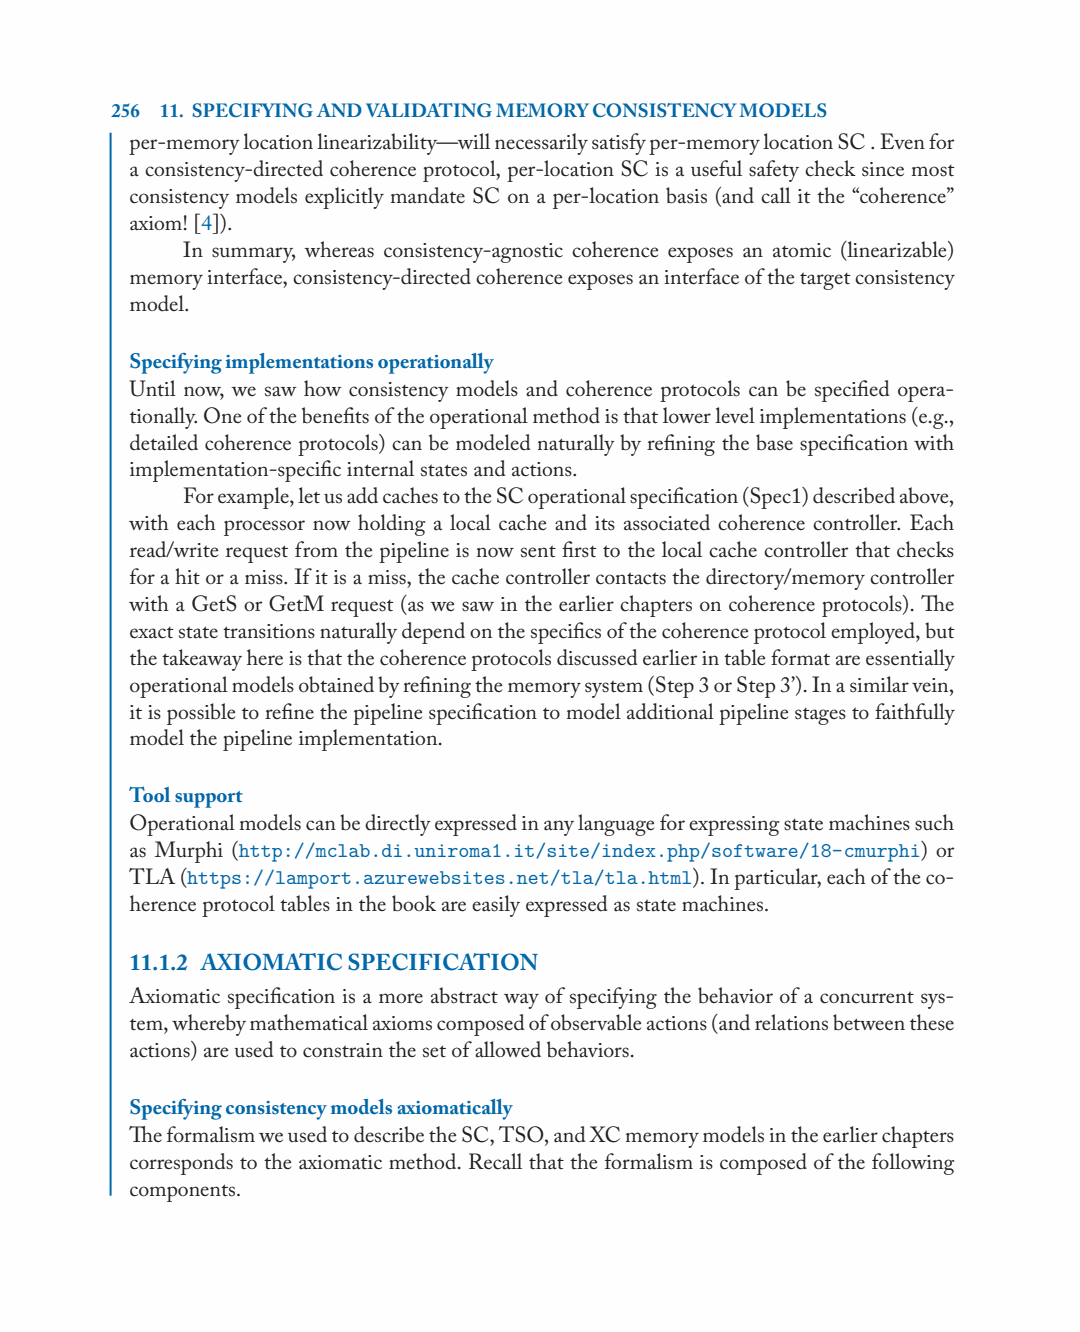 256 11. SPECIFYING AND VALIDATING MEMORY CONSISTENCY MODELS
per-memory location linearizability—will necessarily satisfy per-memory location SC . Even for
a consistency-directed coherence protocol, per-location SC is a useful safety check since most
consistency models explicitly mandate SC on a per-location basis (and call it the “coherence”
axiom! [4]).
In summary, whereas consistency-agnostic coherence exposes an atomic (linearizable)
memory interface, consistency-directed coherence exposes an interface of the target consistency
model.
Specifying implementations operationally
Until now, we saw how consistency models and coherence protocols can be specified opera-
tionally. One of the benefits of the operational method is that lower level implementations (e.g.,
detailed coherence protocols) can be modeled naturally by refining the base specification with
implementation-specific internal states and actions.
For example, let us add caches to the SC operational specification (Spec1) described above,
with each processor now holding a local cache and its associated coherence controller. Each
read/write request from the pipeline is now sent first to the local cache controller that checks
for a hit or a miss. If it is a miss, the cache controller contacts the directory/memory controller
with a GetS or GetM request (as we saw in the earlier chapters on coherence protocols). The
exact state transitions naturally depend on the specifics of the coherence protocol employed, but
the takeaway here is that the coherence protocols discussed earlier in table format are essentially
operational models obtained by refining the memory system (Step 3 or Step 3’). In a similar vein,
it is possible to refine the pipeline specification to model additional pipeline stages to faithfully
model the pipeline implementation.
Tool support
Operational models can be directly expressed in any language for expressing state machines such
as Murphi (http://mclab.di.uniroma1.it/site/index.php/software/18-cmurphi) or
TLA (https://lamport.azurewebsites.net/tla/tla.html). In particular, each of the co-
herence protocol tables in the book are easily expressed as state machines.
11.1.2 AXIOMATIC SPECIFICATION
Axiomatic specification is a more abstract way of specifying the behavior of a concurrent sys-
tem, whereby mathematical axioms composed of observable actions (and relations between these
actions) are used to constrain the set of allowed behaviors.
Specifying consistency models axiomatically
The formalism we used to describe the SC, TSO, and XC memory models in the earlier chapters
corresponds to the axiomatic method. Recall that the formalism is composed of the following
components.